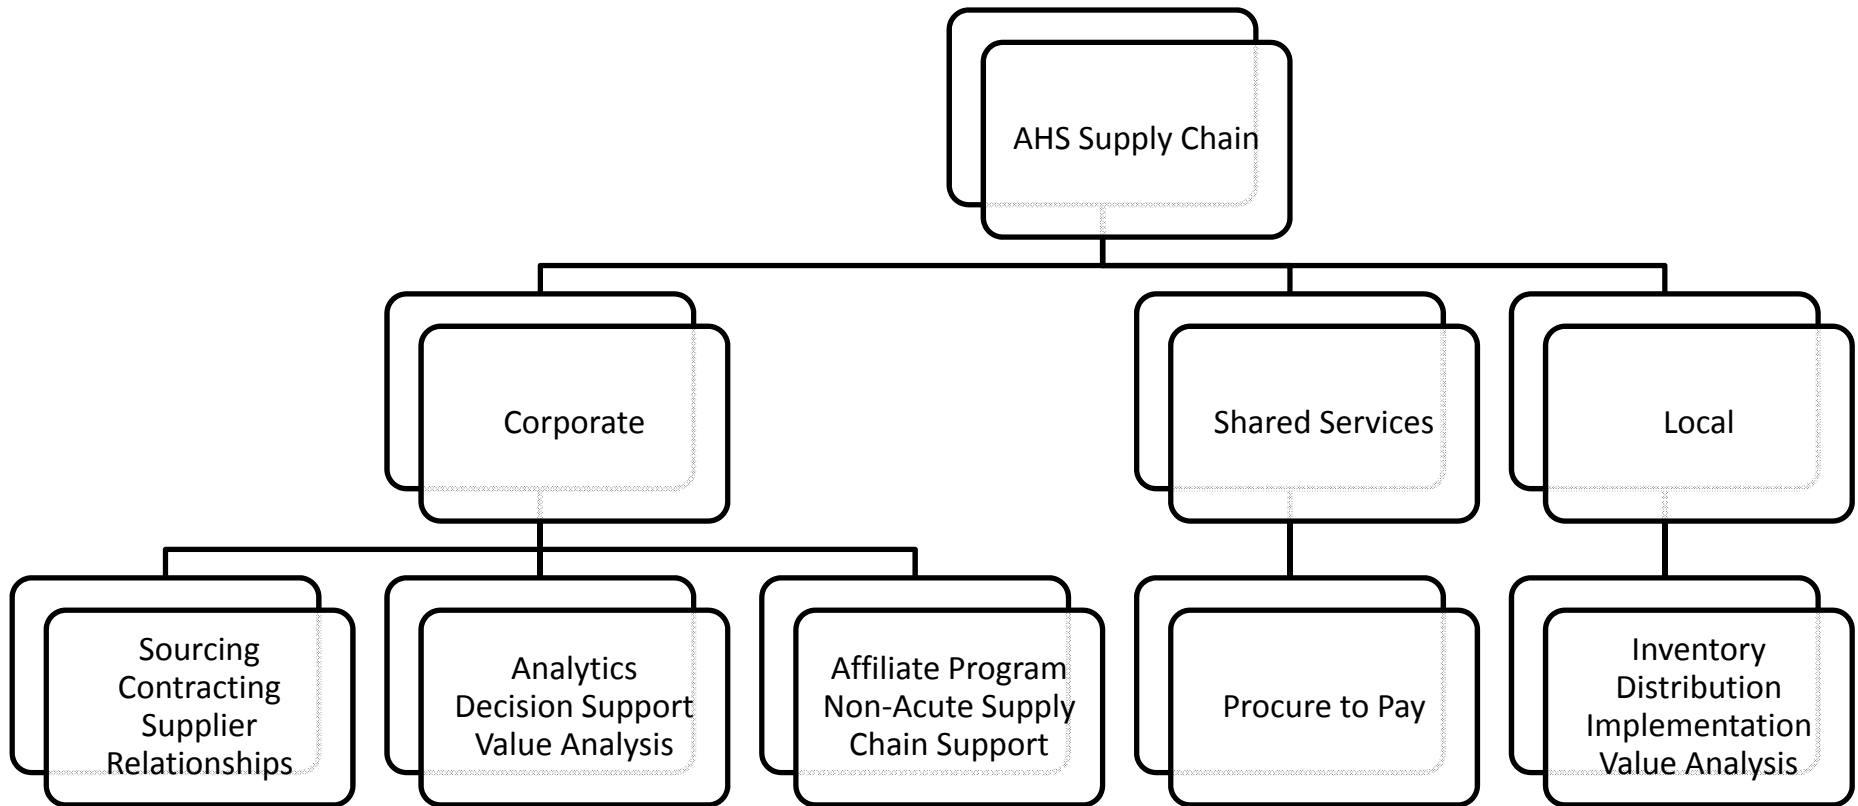 AHS Supply Chain
Corporate
Shared Services
Local
Sourcing
Contracting
Supplier
Relationships
Analytics
Decision Support
Value Analysis
Affiliate Program
Non-Acute Supply
Chain Support
Procure to Pay
Inventory
Distribution
Implementation
Value Analysis